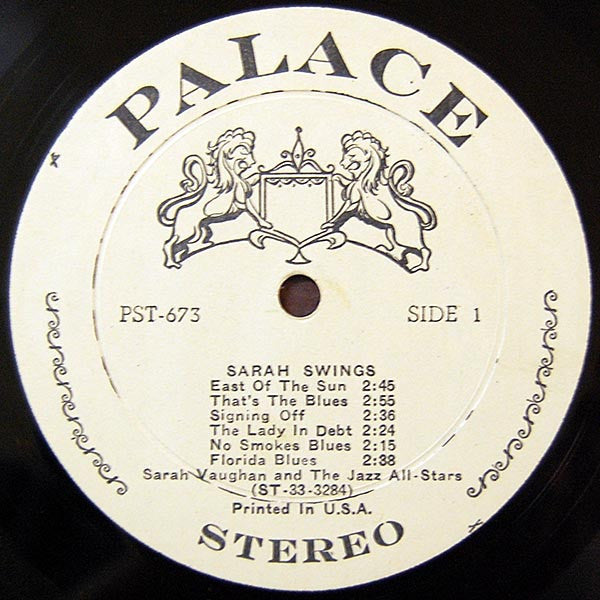 PALACE
PST-673
SIDE 1
SARAH SWINGS
East Of The Sun 2:45
That's The Blues 2:55
Signing Off 2:36
The Lady In Debt 2:24
No Smokes Blues 2:15
Florida Blues 2:38
Sarah Vaughan and The Jazz All-Stars
(ST-33-3284)
Printed In U.S.A.
STEREO